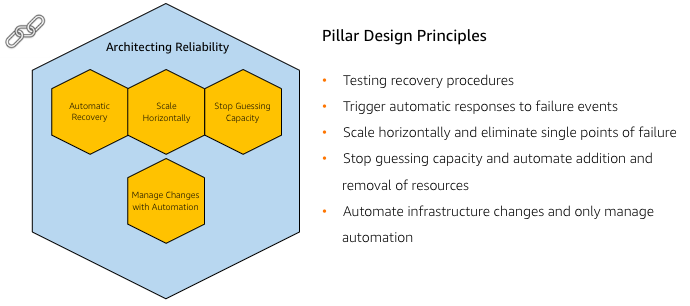 Architecting Reliability
Automatic
Recovery
Scale
Horizontally
Stop Guessing
Capacity
Manage Changes
with Automation
Pillar Design Principles
• Testing recovery procedures
• Trigger automatic responses to failure events
• Scale horizontally and eliminate single points of failure
• Stop guessing capacity and automate addition and
removal of resources
• Automate infrastructure changes and only manage
automation